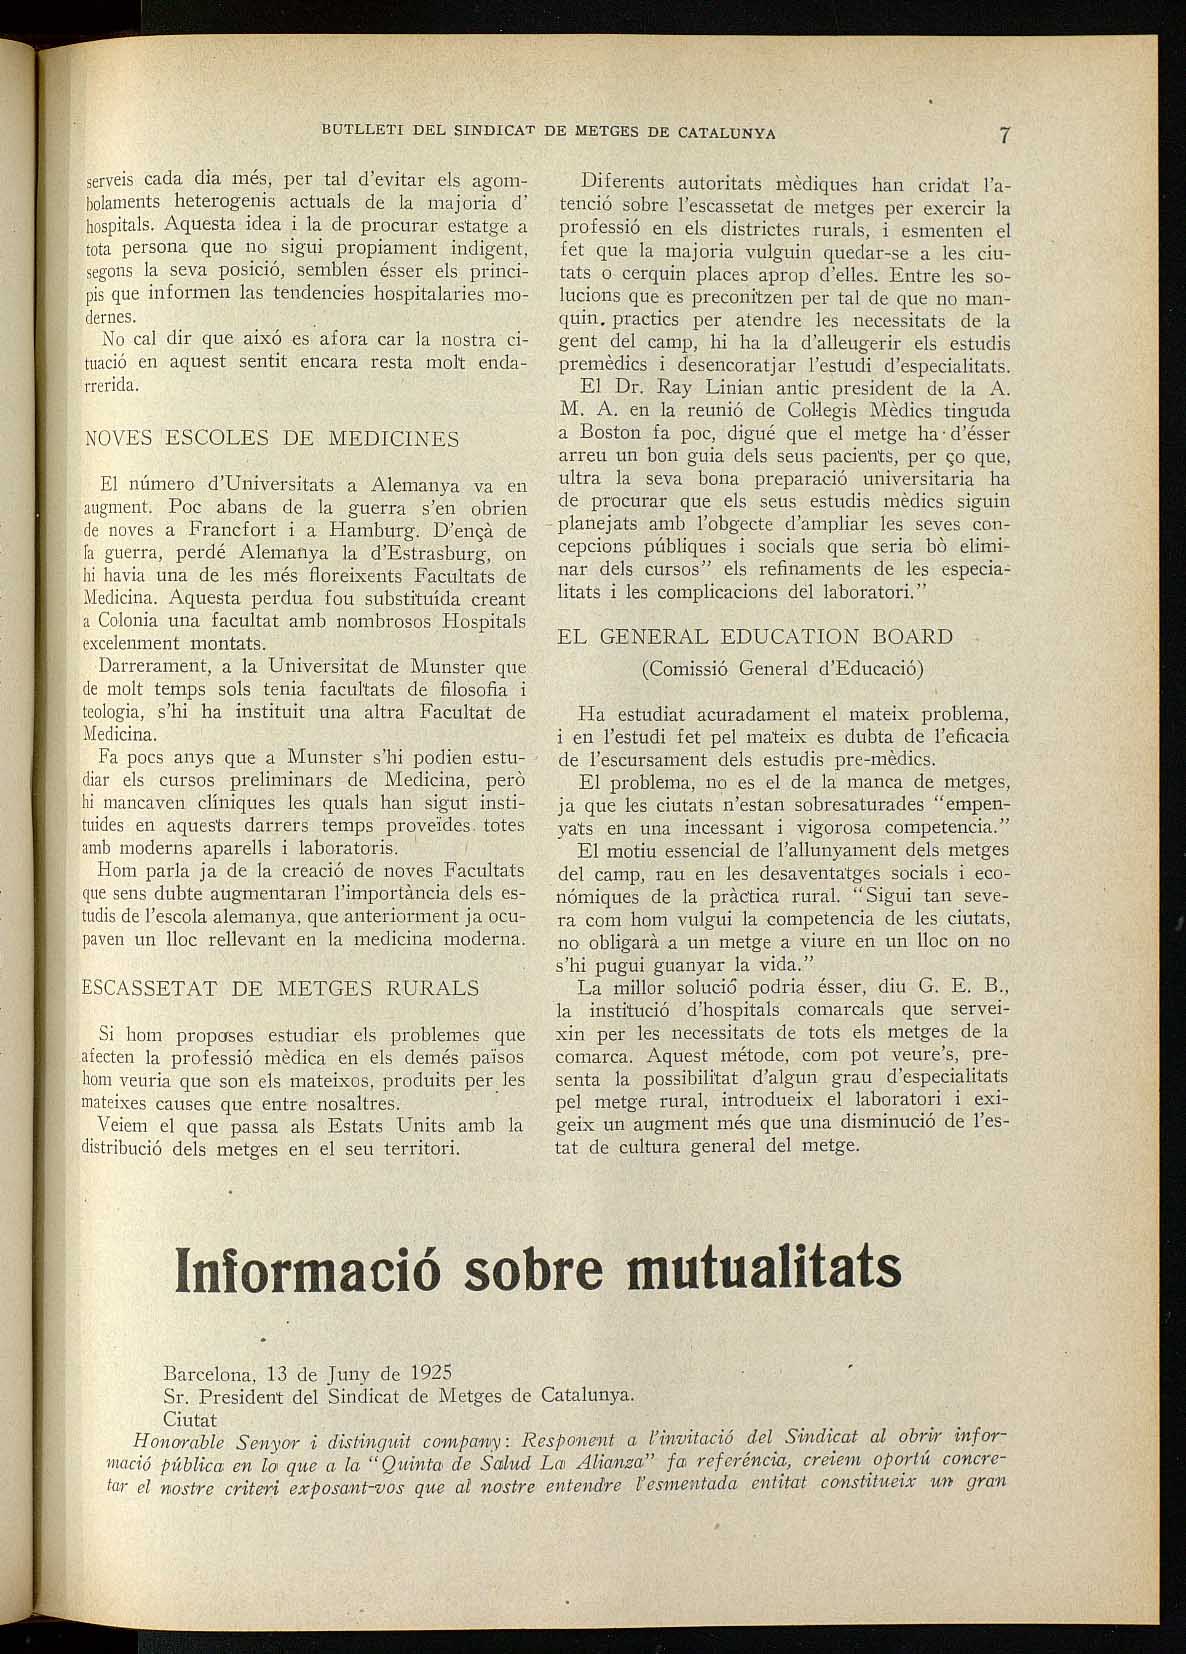 BUTLLETI DEL SINDICAT DE METGES DE CATALUNYA
7
serveis cada dia més, per tal d'evitar els agom-
bolaments heterogenis actuals de la majoria d'
hospitals. Aquesta idea i la de procurar estatge a
tota persona que no sigui propiament indigent,
segons la seva posició, semblen ésser els princi-
pis que informen las tendencies hospitalaries mo-
dernes.
No cal dir que aixó es afora car la nostra ci-
tuació en aquest sentit encara resta molt enda-
rrerida.
NOVES ESCOLES DE MEDICINES
El número d'Universitats a Alemanya va en
augment. Poc abans de la guerra s'en obrien
de noves a Francfort i a Hamburg. D'ençà de
la guerra, perdé Alemanya la d'Estrasburg, on
hi havia una de les més floreixents Facultats de
Medicina. Aquesta perdua fou substituída creant
a Colonia una facultat amb nombrosos Hospitals
excelenment montats.
Darrerament, a la Universitat de Munster que
de molt temps sols tenia facultats de filosofia i
teologia, s'hi ha instituit una altra Facultat de
Medicina.
Fa pocs anys que a Munster s'hi podien estu-
diar els cursos preliminars de Medicina, però
hi mancaven clíniques les quals han sigut insti-
tuides en aquests darrers temps proveïdes totes
amb moderns aparells i laboratoris.
Hom parla ja de la creació de noves Facultats
que sens dubte augmentaran l'importància dels es-
tudis de l'escola alemanya, que anteriorment ja ocu-
paven un lloc rellevant en la medicina moderna.
ESCASSETAT DE METGES RURALS
Si hom proposes estudiar els problemes que
afecten la professió mèdica en els demés països
hom veuria que son els mateixos, produits per les
mateixes causes que entre nosaltres.
Veiem el que passa als Estats Units amb la
distribució dels metges en el seu territori.
Diferents autoritats mèdiques han cridat l'a-
tenció sobre l'escassetat de metges per exercir la
professió en els districtes rurals, i esmenten el
fet que la majoria vulguin quedar-se a les ciu-
tats o cerquin places aprop d'elles. Entre les so-
lucions que es preconitzen per tal de que no man-
quin. practics per atendre les necessitats de la
gent del camp, hi ha la d'alleugerir els estudis
premèdics i desencoratjar l'estudi d'especialitats.
El Dr. Ray Linian antic president de la A.
M. A. en la reunió de Col·legis Mèdics tinguda
a Boston fa poc, digué que el metge ha d'ésser
arreu un bon guia dels seus pacients, per ço que,
ultra la seva bona preparació universitaria ha
de procurar que els seus estudis mèdics siguin
planejats amb l'obgecte d'ampliar les seves con-
cepcions públiques i socials que seria bò elimi-
nar dels cursos" els refinaments de les especia-
litats i les complicacions del laboratori."
EL GENERAL EDUCATION BOARD
(Comissió General d'Educació)
Ha estudiat acuradament el mateix problema,
i en l'estudi fet pel mateix es dubta de l'eficacia
de l'escursament dels estudis pre-mèdics.
El problema, no es el de la manca de metges,
ja que les ciutats n'estan sobresaturades "empen-
yats en una incessant i vigorosa competencia."
El motiu essencial de l'allunyament dels metges
del camp, rau en les desaventatges socials i eco-
nómiques de la pràctica rural. "Sigui tan seve-
ra com hom vulgui la competencia de les ciutats,
no obligarà a un metge a viure en un lloc on no
s'hi pugui guanyar la vida."
La millor solució podria ésser, diu G. E. B.,
la institució d'hospitals comarcals que servei-
xin per les necessitats de tots els metges de la
comarca. Aquest métode, com pot veure's, pre-
senta la possibilitat d'algun grau d'especialitats
pel metge rural, introdueix el laboratori i exi-
geix un augment més que una disminució de l'es-
tat de cultura general del metge.
Informació sobre mutualitats
Barcelona, 13 de Juny de 1925
Sr. President del Sindicat de Metges de Catalunya.
Ciutat
Honorable Senyor i distinguit company: Responent a l'invitació del Sindicat al obrir infor-
mació pública en lo que a la "Quinta de Salud La Alianza" fa referéncia, creiem oportú concre-
tar el nostre criteri exposant-vos que al nostre entendre l'esmentada entitat constitueix un gran